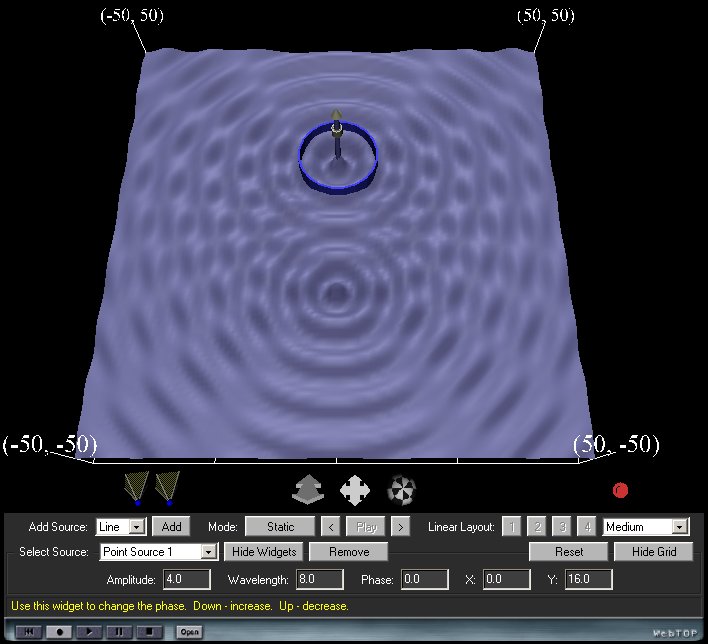 (-50, 50) (50, 50)
(-50, -50) (50, -50)
Add Source: Line Add Mode: Static < Play > Linear Layout: 1 2 3 4 Medium
Select Source: Point Source 1 Hide Widgets Remove Reset Hide Grid
Amplitude: 4.0 Wavelength: 8.0 Phase: 0.0 X: 0.0 Y: 16.0
Use this widget to change the phase. Down - increase. Up - decrease.
Open WebTOP